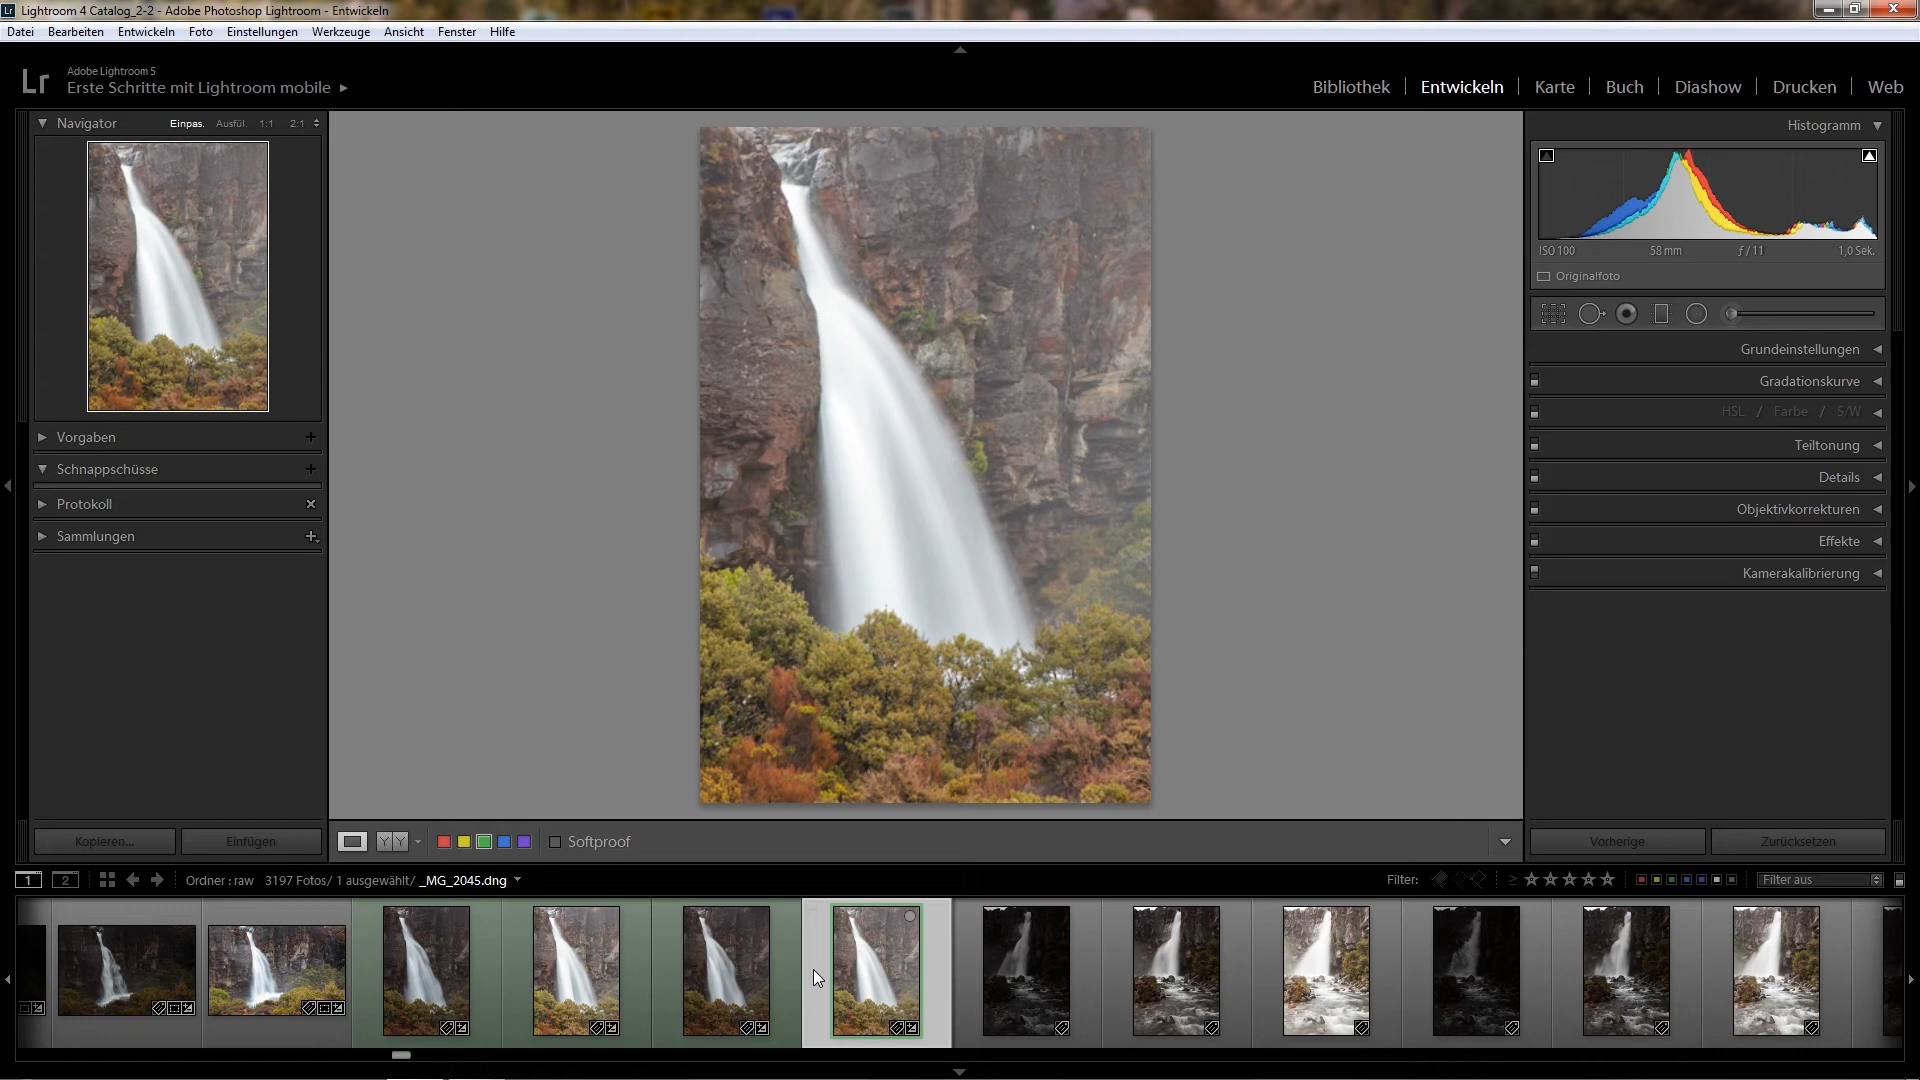 Lightroom 4 Catalog_2-2 - Adobe Photoshop Lightroom - Entwickeln
Datei Bearbeiten Entwickeln Foto Einstellungen Werkzeuge Ansicht Fenster Hilfe
Lr
Adobe Lightroom 5
Erste Schritte mit Lightroom mobile
Bibliothek Entwickeln Karte Buch Diashow Drucken Web
Navigator Einpas. Ausfül. 1:1 2:1
Histogramm
ISO 100 58 mm ƒ / 11 1,0 Sek.
Originalfoto
Grundeinstellungen
Gradationskurve
HSL / Farbe / S/W
Teiltonung
Details
Objektivkorrekturen
Effekte
Kamerakalibrierung
Vorgaben
Schnappschüsse
Protokoll
Sammlungen
Kopieren... Einfügen
YY Softproof
Vorherige Zurücksetzen
1 2 Ordner : raw 3197 Fotos/ 1 ausgewählt/ _MG_2045.dng
Filter: ≥ Filter aus